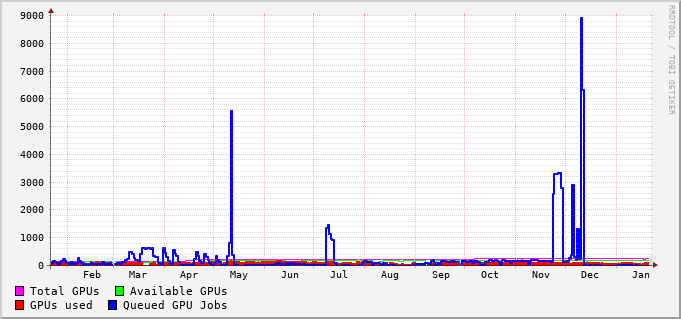 9000
8000
7000
6000
5000
4000
3000
2000
1000
0
Feb Mar Apr May Jun Jul Aug Sep Oct Nov Dec Jan
Total GPUs Available GPUs
GPUs used Queued GPU Jobs
RRDTOOL / TOBI OETIKER